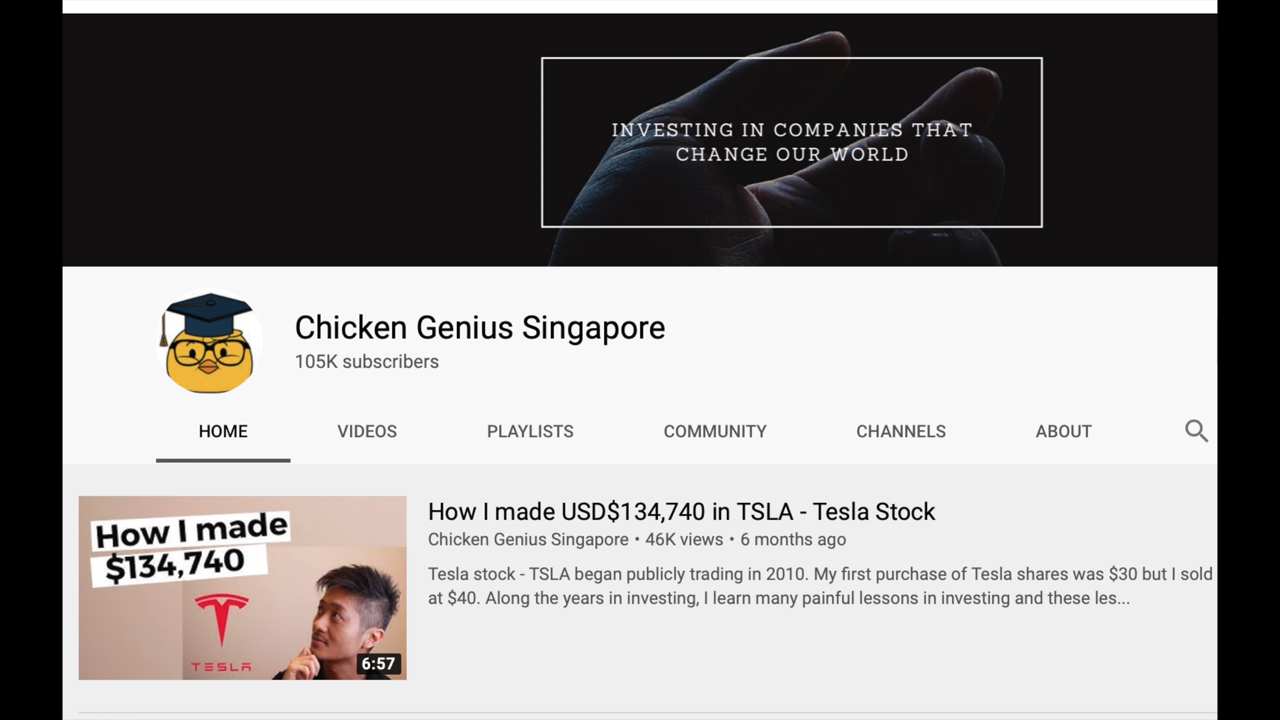 INVESTING IN COMPANIES THAT
CHANGE OUR WORLD
Chicken Genius Singapore
105K subscribers
HOME VIDEOS PLAYLISTS COMMUNITY CHANNELS ABOUT
How I made
$134,740
TESLA
6:57
How I made USD$134,740 in TSLA - Tesla Stock
Chicken Genius Singapore • 46K views • 6 months ago
Tesla stock - TSLA began publicly trading in 2010. My first purchase of Tesla shares was $30 but I sold
at $40. Along the years in investing, I learn many painful lessons in investing and these les...